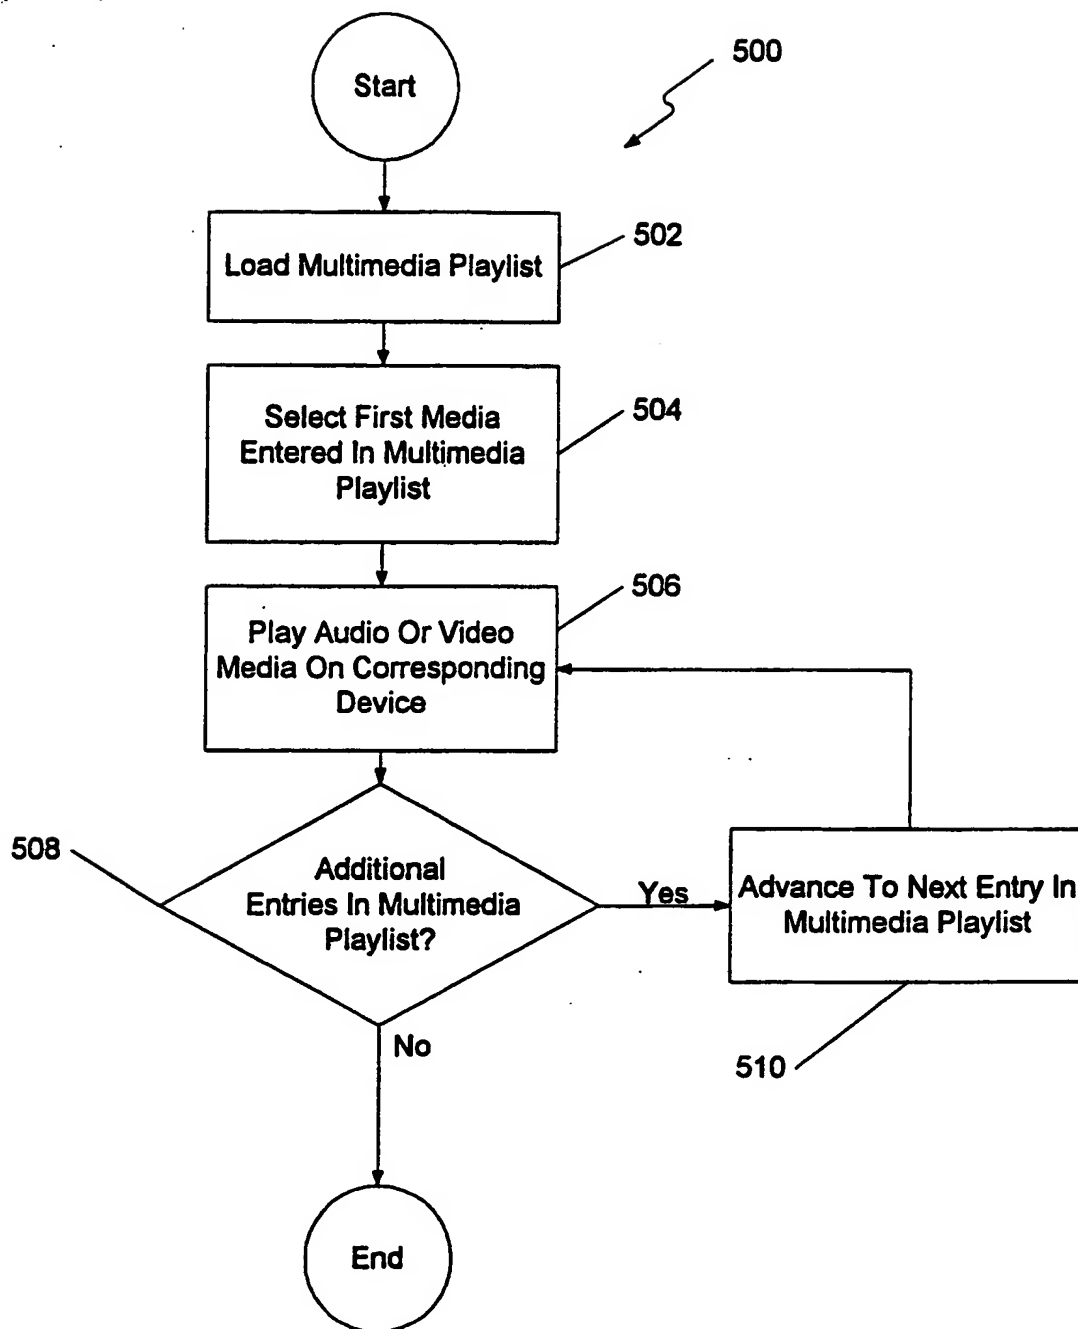 Start
500
Load Multimedia Playlist
502
Select First Media
Entered In Multimedia
Playlist
504
Play Audio Or Video
Media On Corresponding
Device
506
508
Additional
Entries In Multimedia
Playlist?
Yes
Advance To Next Entry In
Multimedia Playlist
510
No
End